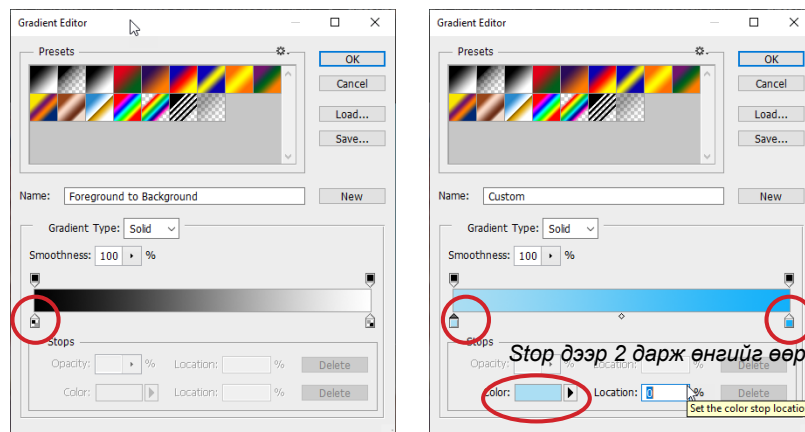 Gradient Editor
Presets
OK
Cancel
Load...
Save...
Name: Foreground to Background New
Gradient Type: Solid
Smoothness: 100 %
Stops
Opacity: % Location: % Delete
Color: Location: % Delete
Gradient Editor
Presets
OK
Cancel
Load...
Save...
Name: Custom New
Gradient Type: Solid
Smoothness: 100 %
Stops
Stop дээр 2 дарж өнгийг өөр
Opacity: % Location: % Delete
Color: Location: 0 % Delete
Set the color stop locatio